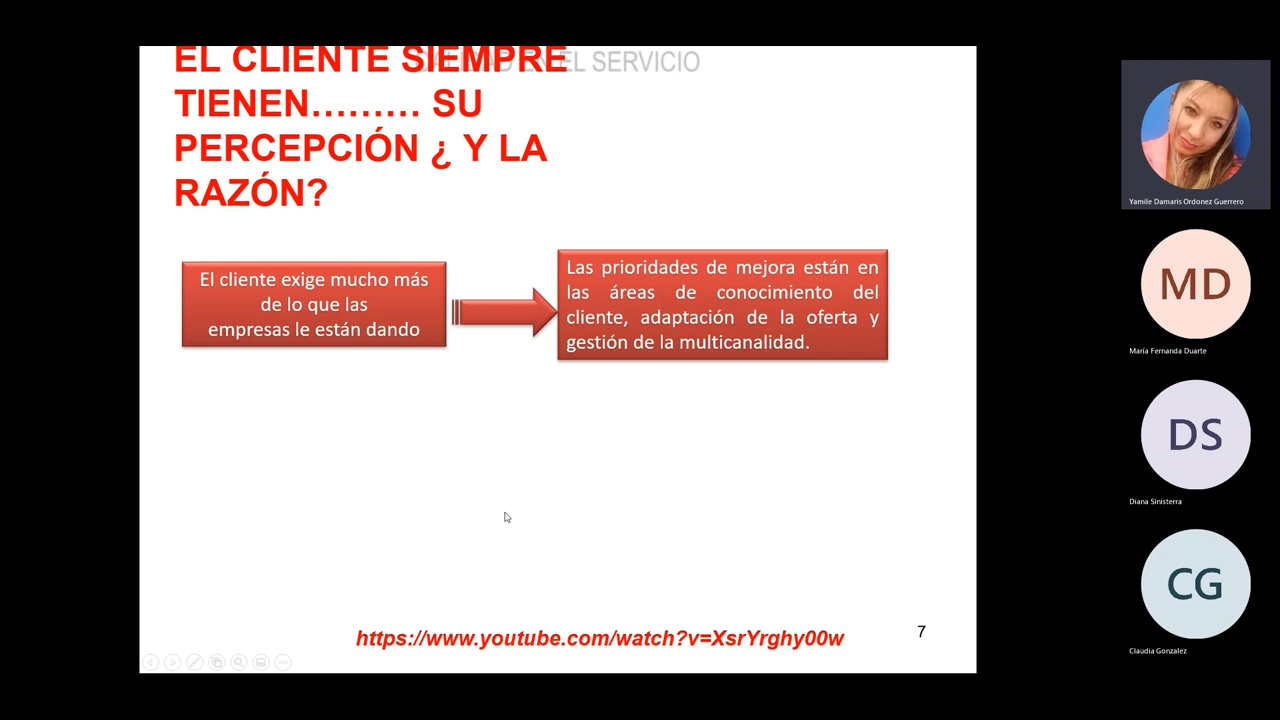 EL CLIENTE SIEMPRE
EL SERVICIO
TIENEN……… SU
PERCEPCIÓN ¿ Y LA
RAZÓN?
El cliente exige mucho más
de lo que las
empresas le están dando
Las prioridades de mejora están en
las áreas de conocimiento del
cliente, adaptación de la oferta y
gestión de la multicanalidad.
https://www.youtube.com/watch?v=XsrYrghy00w
7
Yamile Damaris Ordonez Guerrero
MD
María Fernanda Duarte
DS
Diana Sinisterra
CG
Claudia Gonzalez